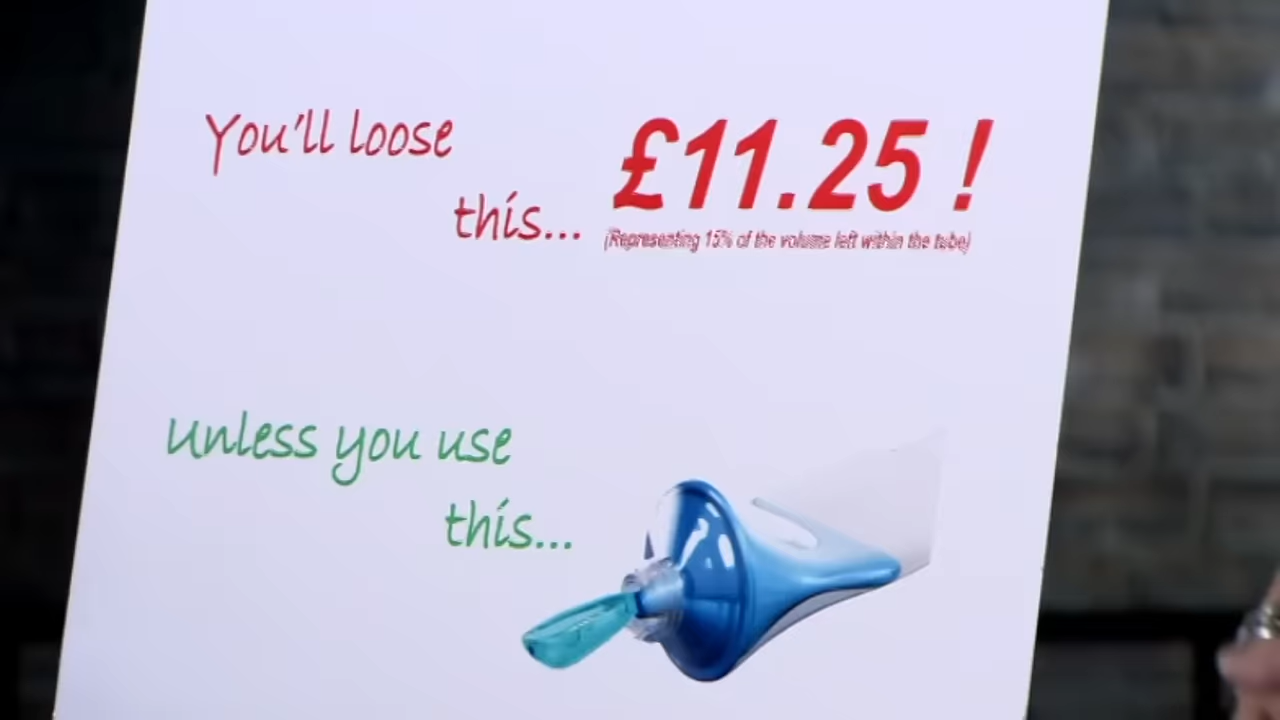 You'll loose
this...
£11.25 !
(Representing 15% of the volume left within the tube)
unless you use
this...